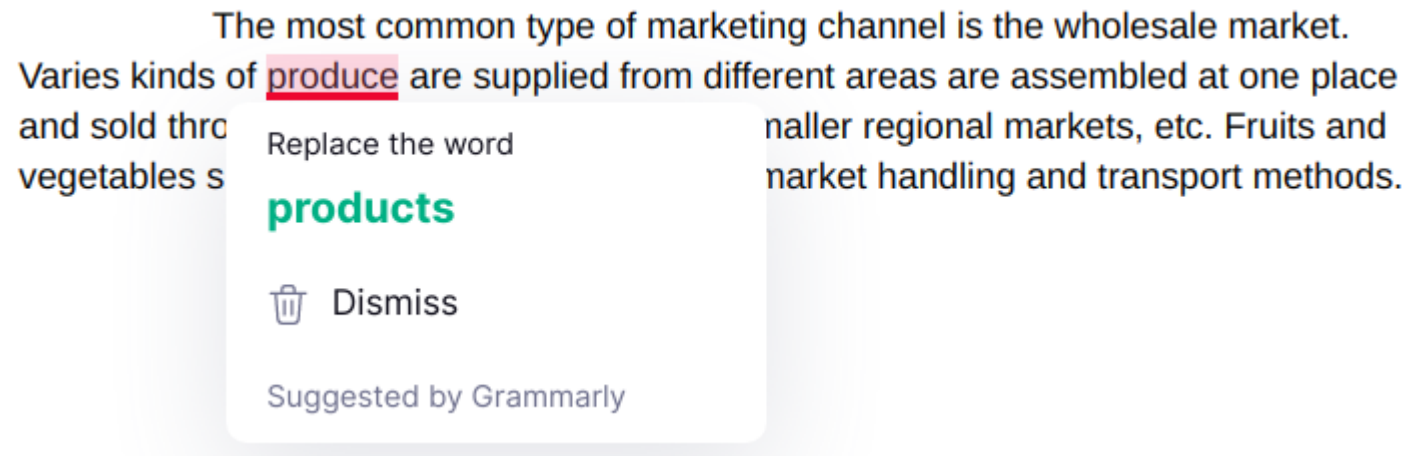 The most common type of marketing channel is the wholesale market.
Varies kinds of produce are supplied from different areas are assembled at one place
and sold thro naller regional markets, etc. Fruits and
vegetables s narket handling and transport methods.
Replace the word
products
Dismiss
Suggested by Grammarly